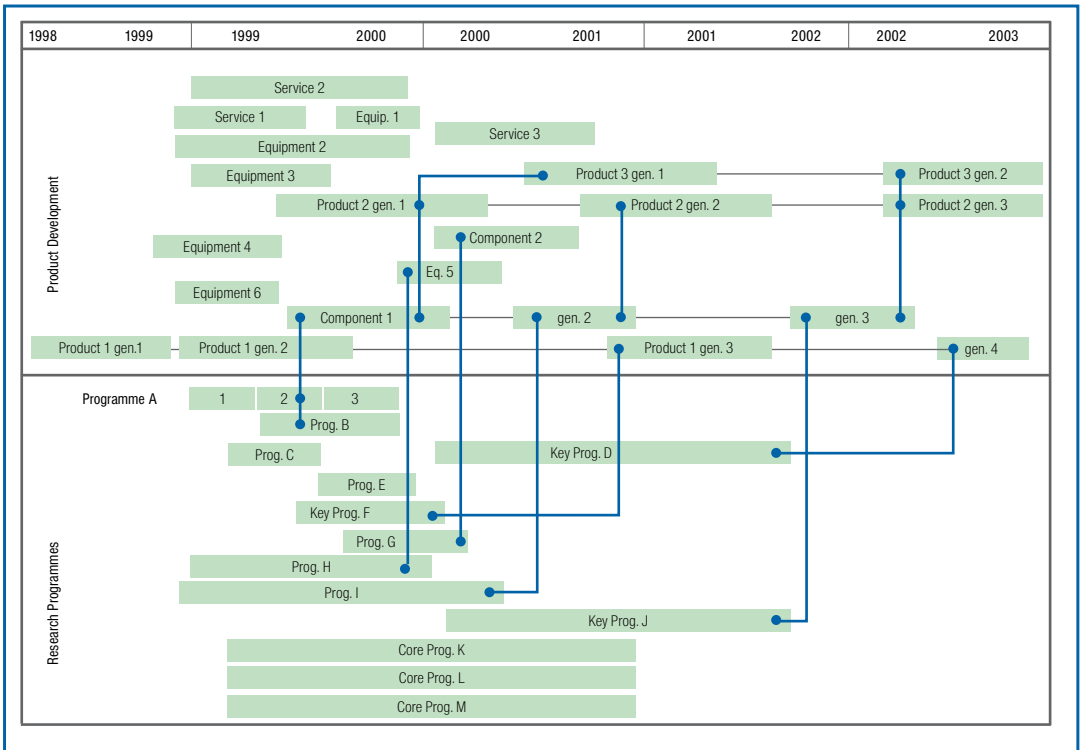 1998 1999 1999 2000 2000 2001 2001 2002 2002 2003
Product Development
Service 2
Service 1 Equip. 1
Service 3
Equipment 2
Equipment 3 Product 3 gen. 1 Product 3 gen. 2
Product 2 gen. 1 Product 2 gen. 2 Product 2 gen. 3
Component 2
Equipment 4
Eq. 5
Equipment 6
Component 1 gen. 2 gen. 3
Product 1 gen.1 Product 1 gen. 2 Product 1 gen. 3 gen. 4
Research Programmes
Programme A 1 2 3
Prog. B
Prog. C Key Prog. D
Prog. E
Key Prog. F
Prog. G
Prog. H
Prog. I
Key Prog. J
Core Prog. K
Core Prog. L
Core Prog. M